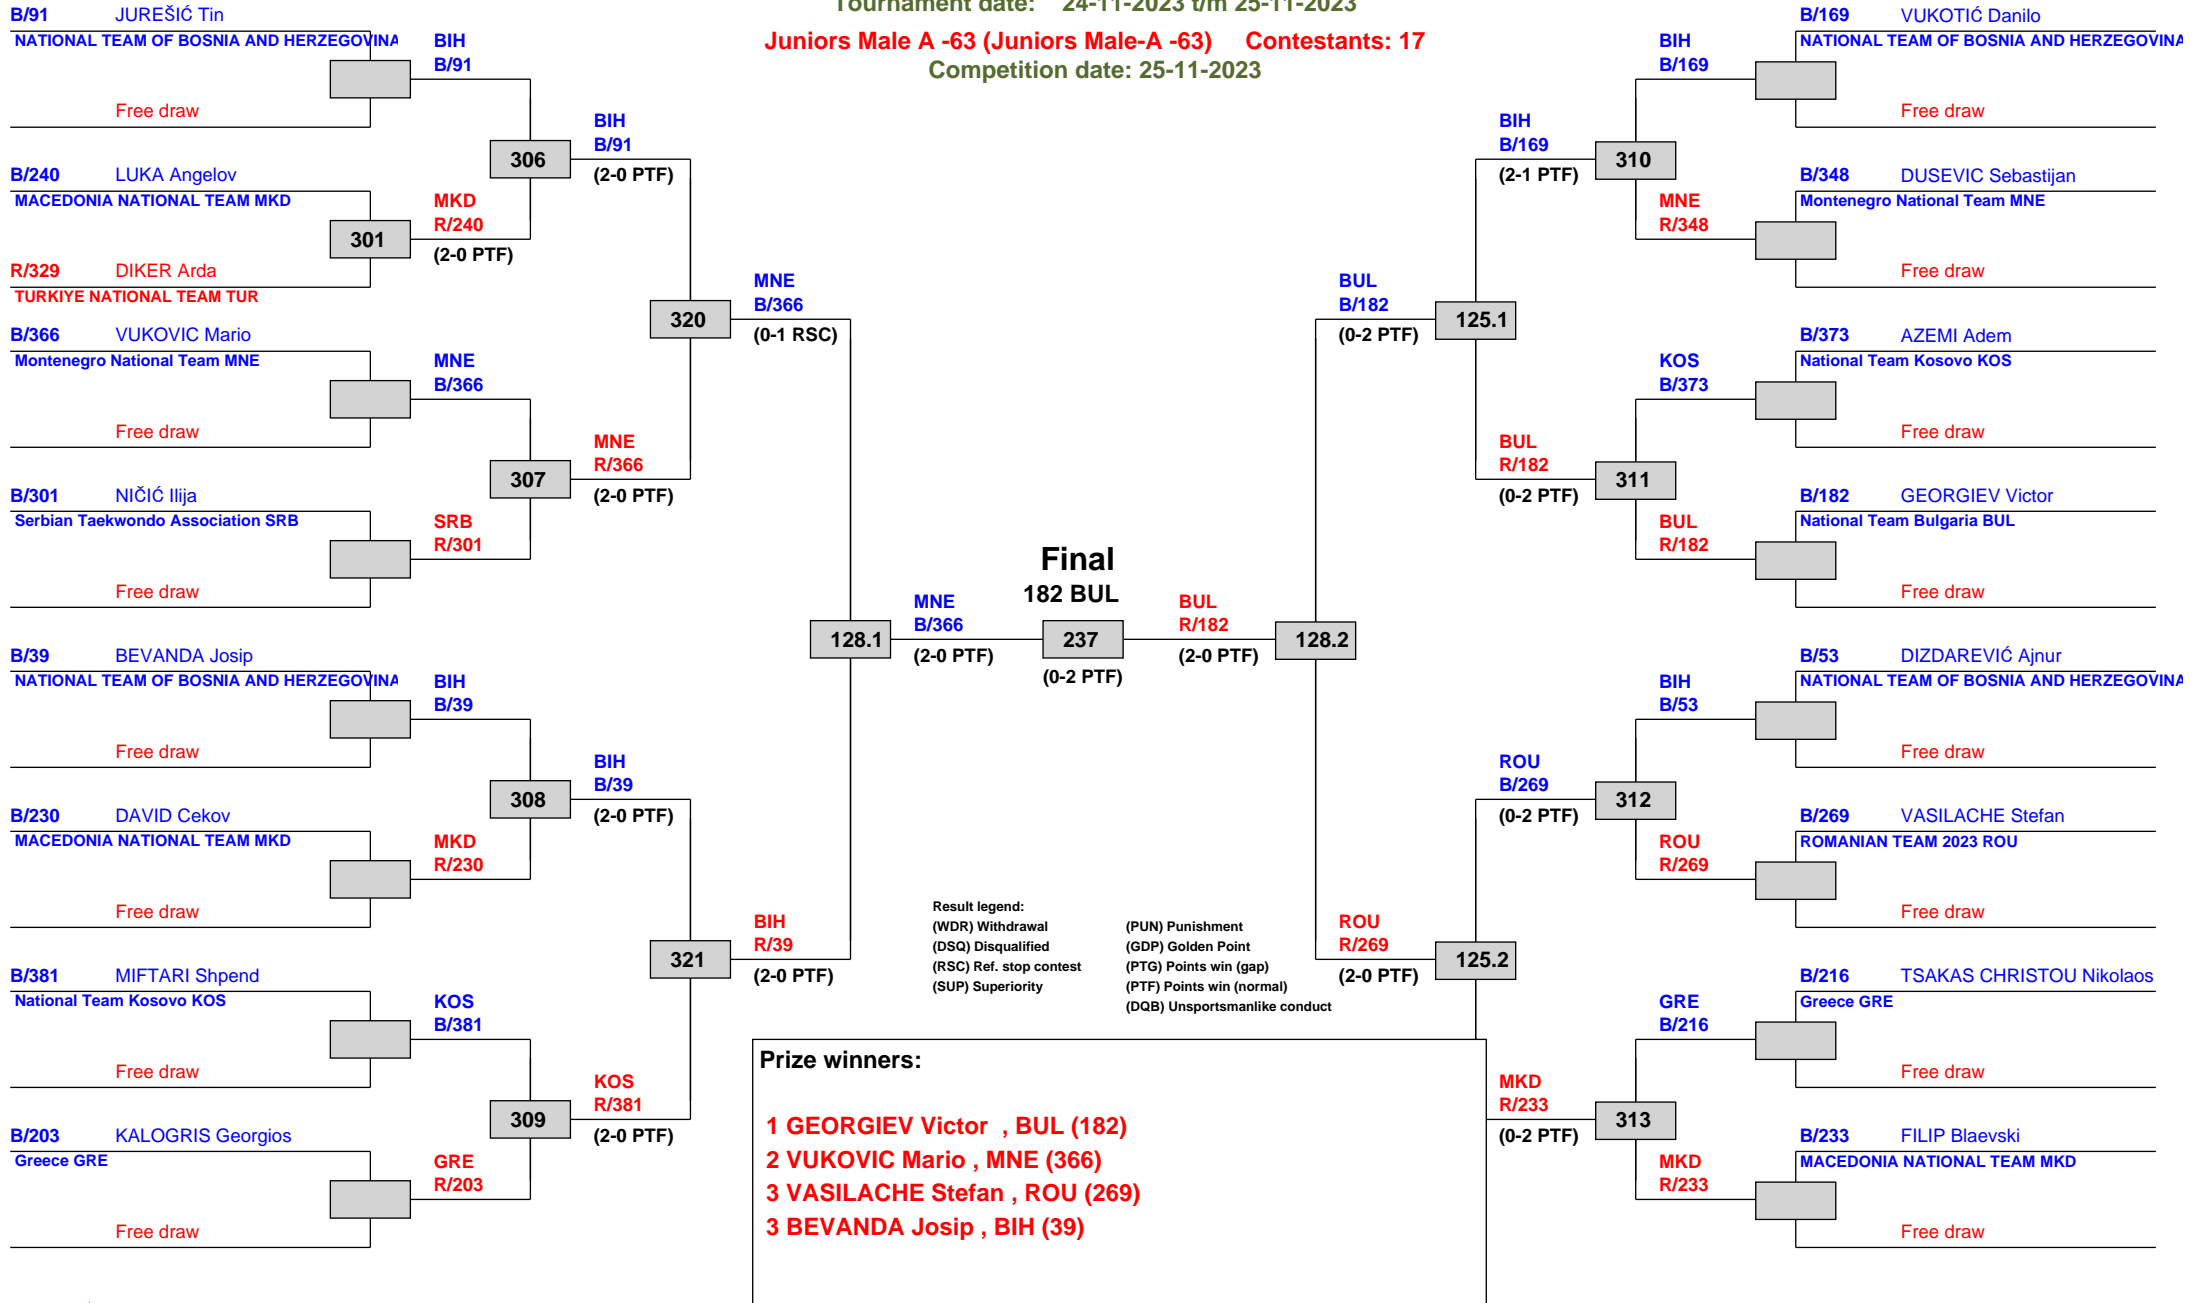 Tournament date: 24-11-2023 t/m 25-11-2023
Juniors Male A -63 (Juniors Male-A -63) Contestants: 17
Competition date: 25-11-2023
B/91 JUREŠIĆ Tin
NATIONAL TEAM OF BOSNIA AND HERZEGOVINA
Free draw
B/240 LUKA Angelov
MACEDONIA NATIONAL TEAM MKD
301
R/329 DIKER Arda
TURKIYE NATIONAL TEAM TUR
B/366 VUKOVIC Mario
Montenegro National Team MNE
Free draw
B/301 NIČIĆ Ilija
Serbian Taekwondo Association SRB
Free draw
B/39 BEVANDA Josip
NATIONAL TEAM OF BOSNIA AND HERZEGOVINA
Free draw
B/230 DAVID Cekov
MACEDONIA NATIONAL TEAM MKD
Free draw
B/381 MIFTARI Shpend
National Team Kosovo KOS
Free draw
B/203 KALOGRIS Georgios
Greece GRE
Free draw
BIH
B/91
306
MKD
R/240
(2-0 PTF)
MNE
B/366
307
SRB
R/301
BIH
B/39
308
MKD
R/230
KOS
B/381
309
GRE
R/203
BIH
B/91
(2-0 PTF)
320
MNE
R/366
(2-0 PTF)
BIH
B/39
(2-0 PTF)
321
KOS
R/381
(2-0 PTF)
MNE
B/366
(0-1 RSC)
128.1
BIH
R/39
(2-0 PTF)
MNE
B/366
(2-0 PTF)
Final
182 BUL
237
(0-2 PTF)
BUL
R/182
(2-0 PTF)
128.2
BUL
B/182
(0-2 PTF)
125.1
ROU
R/269
(2-0 PTF)
125.2
BIH
B/169
(2-1 PTF)
310
BUL
R/182
(0-2 PTF)
311
ROU
B/269
(0-2 PTF)
312
MKD
R/233
(0-2 PTF)
313
BIH
B/169
MNE
R/348
KOS
B/373
BUL
R/182
BIH
B/53
ROU
R/269
GRE
B/216
MKD
R/233
B/169 VUKOTIĆ Danilo
NATIONAL TEAM OF BOSNIA AND HERZEGOVINA
Free draw
B/348 DUSEVIC Sebastijan
Montenegro National Team MNE
Free draw
B/373 AZEMI Adem
National Team Kosovo KOS
Free draw
B/182 GEORGIEV Victor
National Team Bulgaria BUL
Free draw
B/53 DIZDAREVIĆ Ajnur
NATIONAL TEAM OF BOSNIA AND HERZEGOVINA
Free draw
B/269 VASILACHE Stefan
ROMANIAN TEAM 2023 ROU
Free draw
B/216 TSAKAS CHRISTOU Nikolaos
Greece GRE
Free draw
B/233 FILIP Blaevski
MACEDONIA NATIONAL TEAM MKD
Free draw
Result legend:
(WDR) Withdrawal (PUN) Punishment
(DSQ) Disqualified (GDP) Golden Point
(RSC) Ref. stop contest (PTG) Points win (gap)
(SUP) Superiority (PTF) Points win (normal)
(DQB) Unsportsmanlike conduct
Prize winners:
1 GEORGIEV Victor , BUL (182)
2 VUKOVIC Mario , MNE (366)
3 VASILACHE Stefan , ROU (269)
3 BEVANDA Josip , BIH (39)